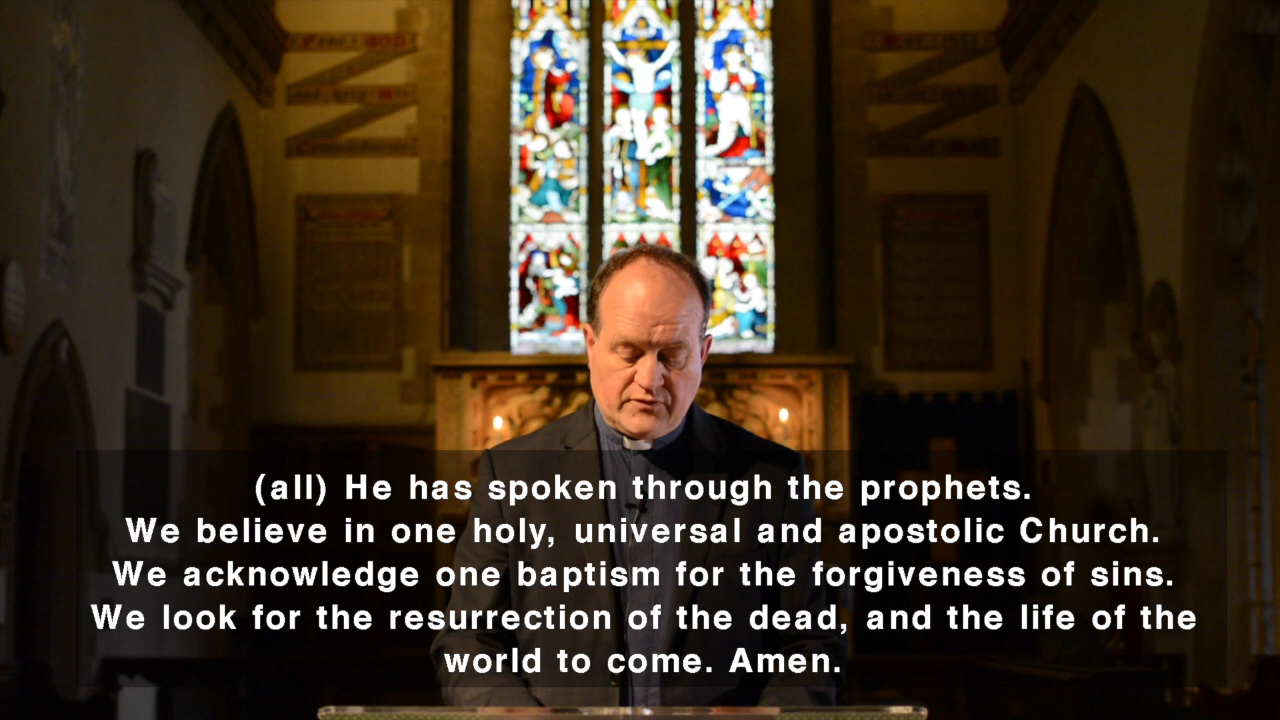 (all) He has spoken through the prophets.
We believe in one holy, universal and apostolic Church.
We acknowledge one baptism for the forgiveness of sins.
We look for the resurrection of the dead, and the life of the
world to come. Amen.